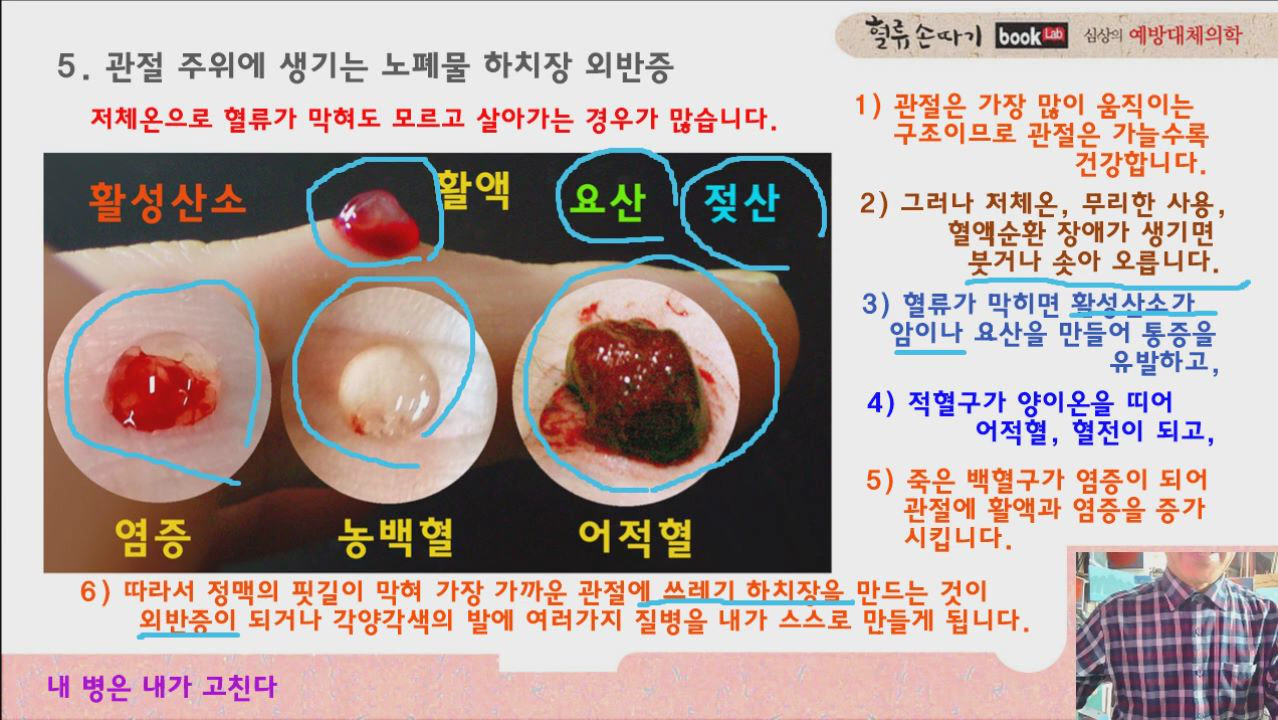 혈류 손따기 book Lab 심상의 예방대체의학
5. 관절 주위에 생기는 노폐물 하치장 외반증
저체온으로 혈류가 막혀도 모르고 살아가는 경우가 많습니다.
활성산소
활액
요산
젖산
염증
농백혈
어적혈
1) 관절은 가장 많이 움직이는
구조이므로 관절은 가늘수록
건강합니다.
2) 그러나 저체온, 무리한 사용,
혈액순환 장애가 생기면
붓거나 솟아 오릅니다.
3) 혈류가 막히면 활성산소가
암이나 요산을 만들어 통증을
유발하고,
4) 적혈구가 양이온을 띠어
어적혈, 혈전이 되고,
5) 죽은 백혈구가 염증이 되어
관절에 활액과 염증을 증가
시킵니다.
6) 따라서 정맥의 핏길이 막혀 가장 가까운 관절에 쓰레기 하치장을 만드는 것이
외반증이 되거나 각양각색의 발에 여러가지 질병을 내가 스스로 만들게 됩니다.
내 병은 내가 고친다